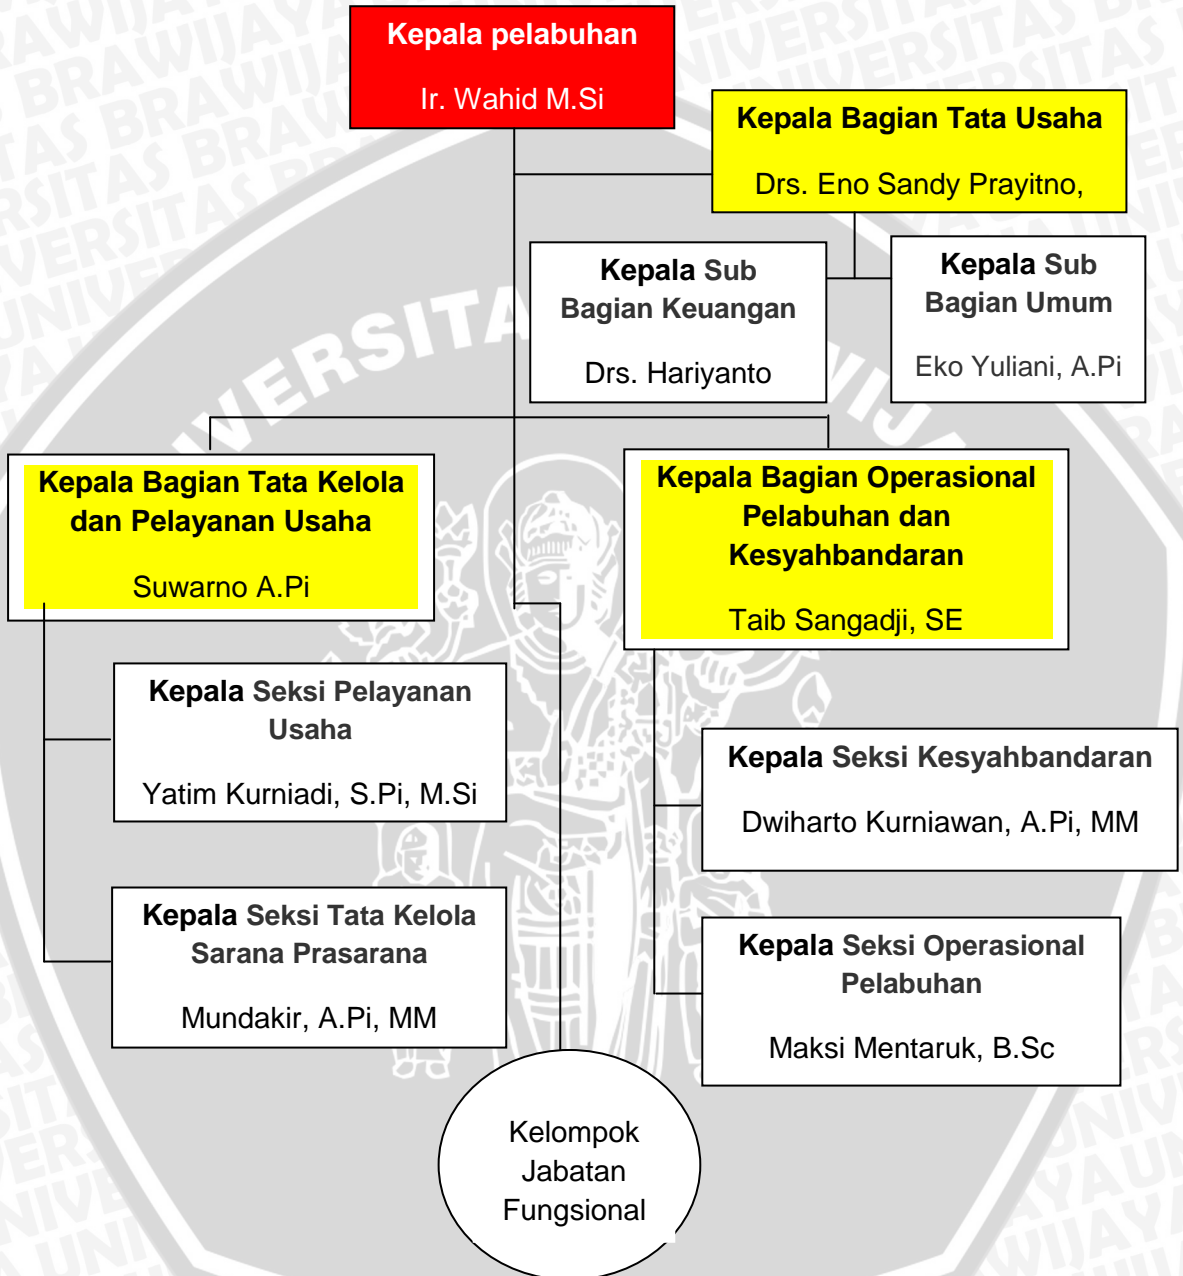 Kepala pelabuhan
Ir. Wahid M.Si
Kepala Bagian Tata Usaha
Drs. Eno Sandy Prayitno,
Kepala Sub
Bagian Keuangan
Drs. Hariyanto
Kepala Sub
Bagian Umum
Eko Yuliani, A.Pi
Kepala Bagian Tata Kelola
dan Pelayanan Usaha
Suwarno A.Pi
Kepala Bagian Operasional
Pelabuhan dan
Kesyahbandaran
Taib Sangadji, SE
Kepala Seksi Pelayanan
Usaha
Yatim Kurniadi, S.Pi, M.Si
Kepala Seksi Kesyahbandaran
Dwiharto Kurniawan, A.Pi, MM
Kepala Seksi Tata Kelola
Sarana Prasarana
Mundakir, A.Pi, MM
Kepala Seksi Operasional
Pelabuhan
Maksi Mentaruk, B.Sc
Kelompok
Jabatan
Fungsional